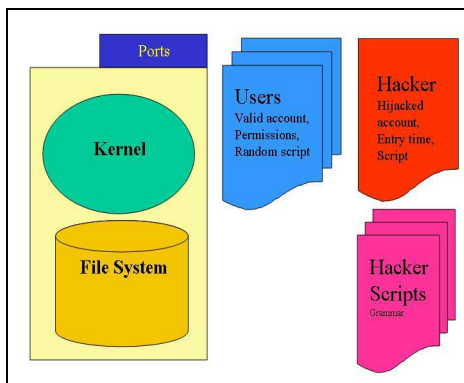 Ports
Kernel
File System
Users
Valid account,
Permissions,
Random script
Hacker
Hijacked
account,
Entry time,
Script
Hacker
Scripts
Grammar